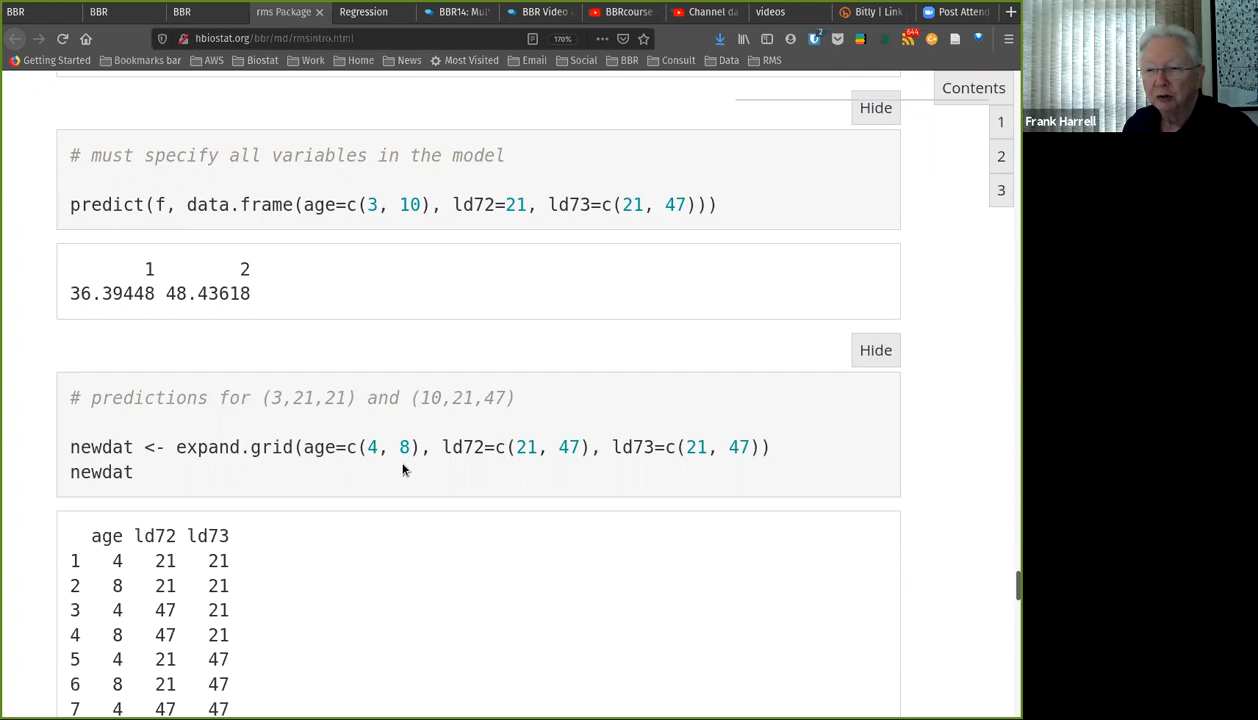 BBR
BBR
BBR
rms Package
Regression
BBR14: Mul
BBR Video
BBRcourse
Channel da
videos
Bitly | Link
Post Attend
hbiostat.org/bbr/md/rmsintro.html
170%
2
644
Getting Started
Bookmarks bar
AWS
Biostat
Work
Home
News
Most Visited
Email
Social
BBR
Consult
Data
RMS
Contents
1
2
3
Frank Harrell
Hide
# must specify all variables in the model
predict(f, data.frame(age=c(3, 10), ld72=21, ld73=c(21, 47)))
1 2
36.39448 48.43618
Hide
# predictions for (3,21,21) and (10,21,47)
newdat <- expand.grid(age=c(4, 8), ld72=c(21, 47), ld73=c(21, 47))
newdat
age ld72 ld73
1 4 21 21
2 8 21 21
3 4 47 21
4 8 47 21
5 4 21 47
6 8 21 47
7 4 47 47